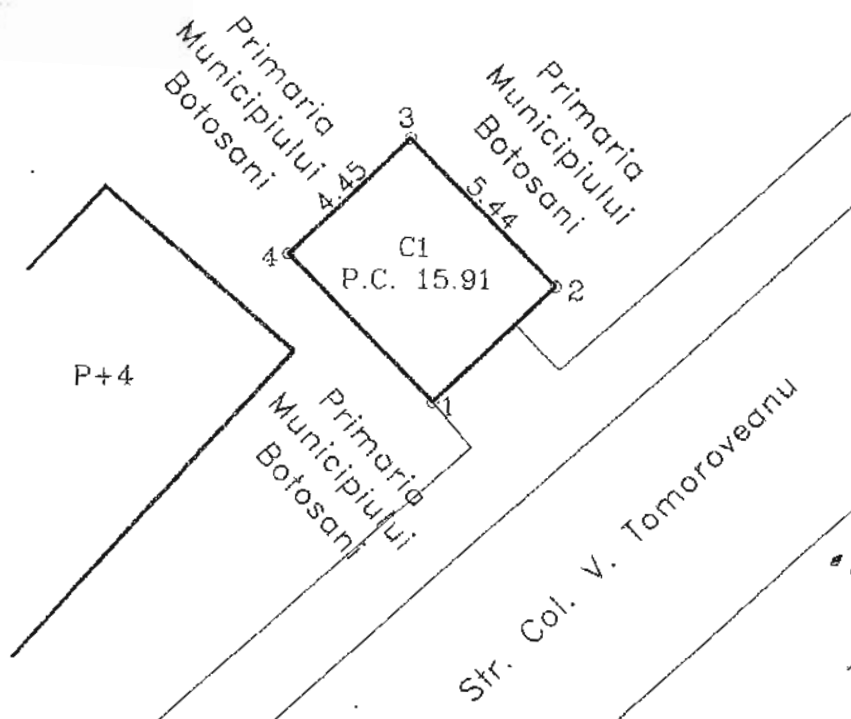 Primaria
Municipiului
Botosani
Primaria
Municipiului
Botosani
3
4.45
5.44
4
C1
P.C. 15.91
2
P+4
1
Primaria
Municipiului
Botosani
Str. Col. V. Tomoroveanu